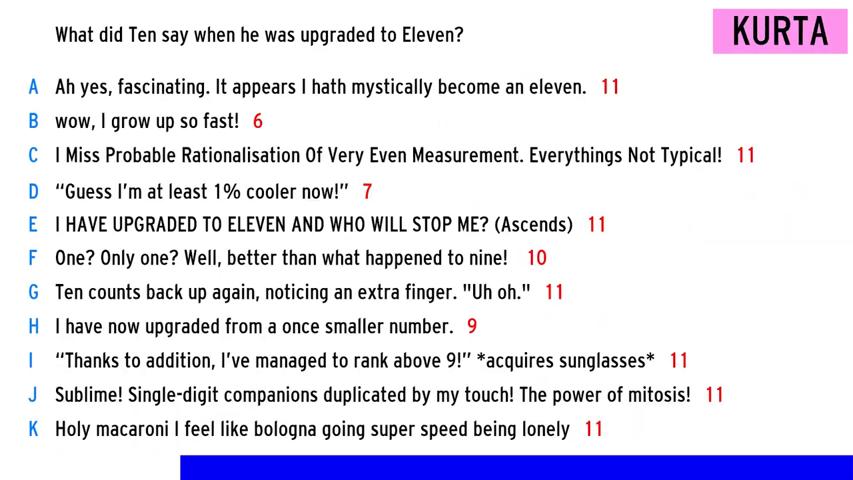 What did Ten say when he was upgraded to Eleven?
KURTA
A Ah yes, fascinating. It appears I hath mystically become an eleven. 11
B wow, I grow up so fast! 6
C I Miss Probable Rationalisation Of Very Even Measurement. Everythings Not Typical! 11
D “Guess I’m at least 1% cooler now!” 7
E I HAVE UPGRADED TO ELEVEN AND WHO WILL STOP ME? (Ascends) 11
F One? Only one? Well, better than what happened to nine! 10
G Ten counts back up again, noticing an extra finger. "Uh oh." 11
H I have now upgraded from a once smaller number. 9
I “Thanks to addition, I’ve managed to rank above 9!” *acquires sunglasses* 11
J Sublime! Single-digit companions duplicated by my touch! The power of mitosis! 11
K Holy macaroni I feel like bologna going super speed being lonely 11